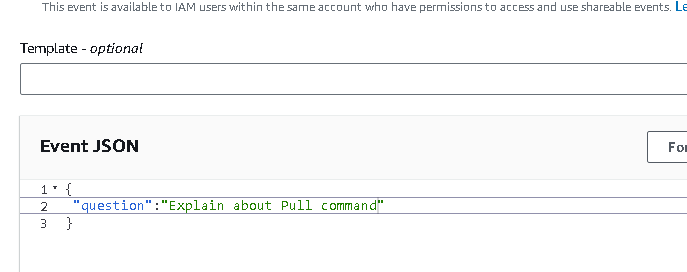 This event is available to IAM users within the same account who have permissions to access and use shareable events. Le
Template - optional
Event JSON
For
1 {
2 "question":"Explain about Pull command"
3 }